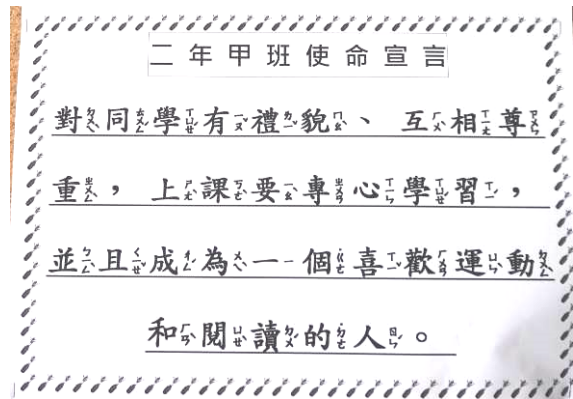 二年甲班使命宣言
對同學有禮貌、互相尊
重，上課要專心學習，
並且成為一個喜歡運動
和閱讀的人。